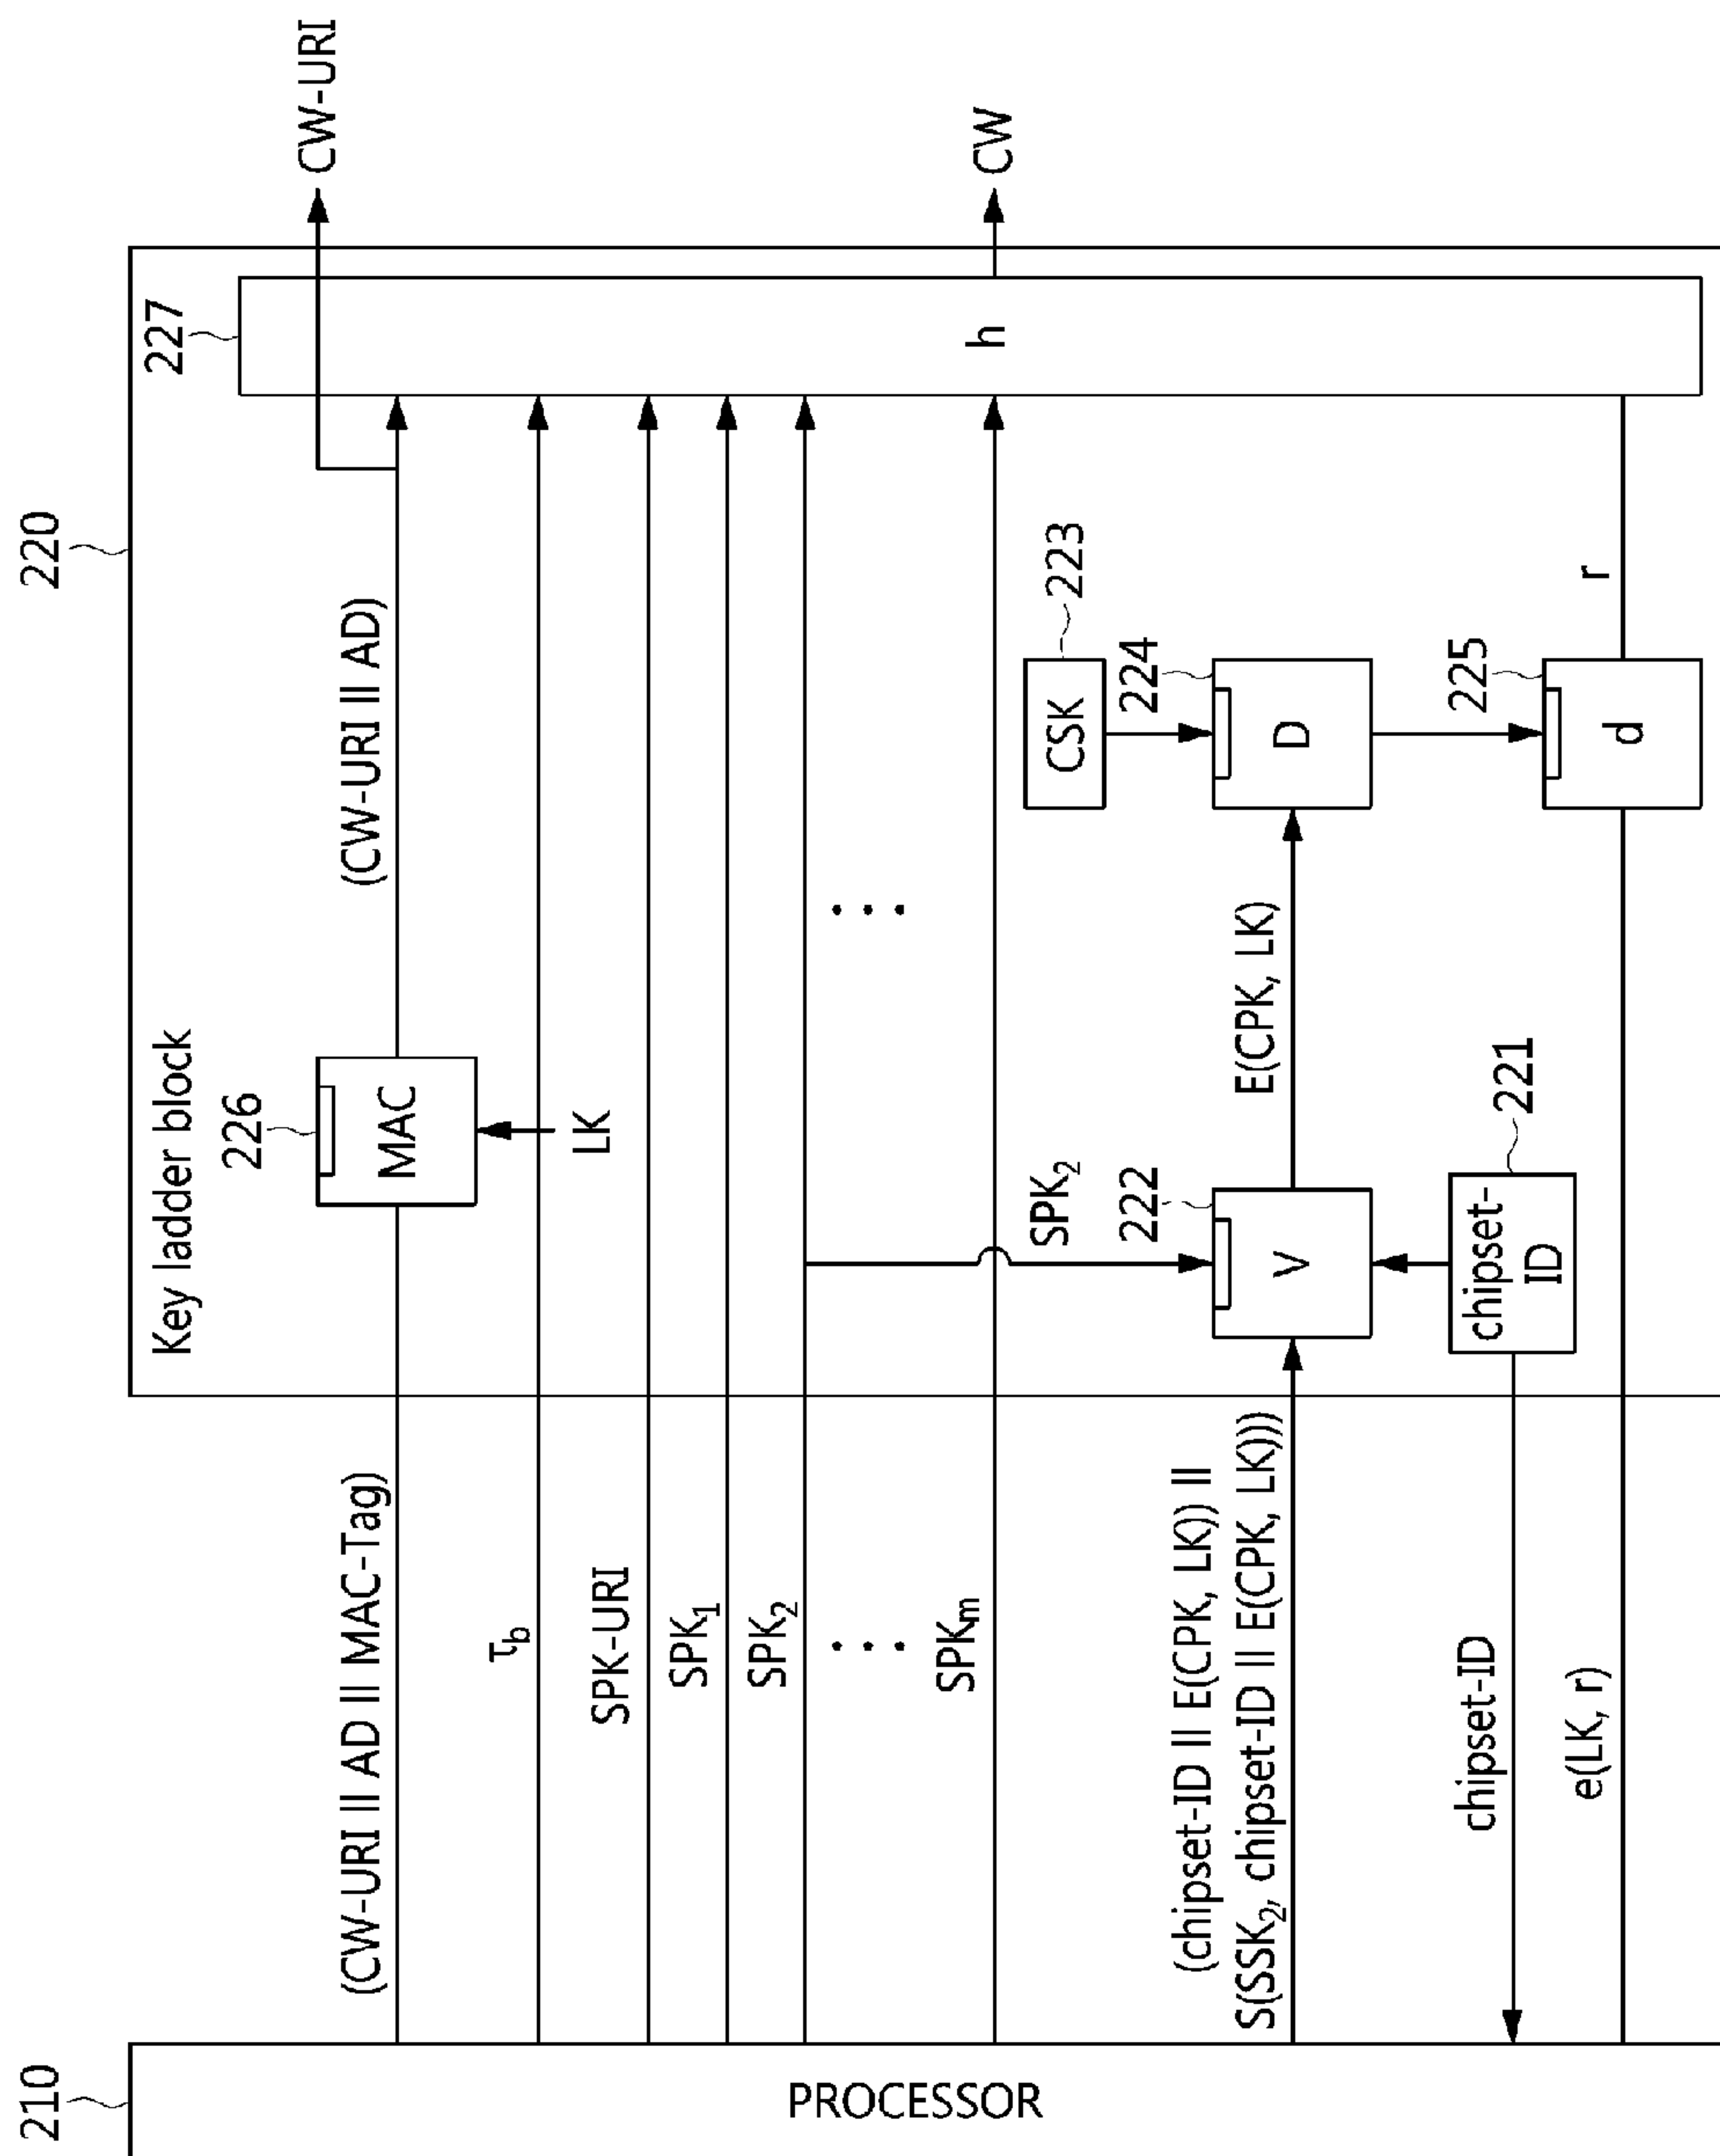 210
PROCESSOR
220
Key ladder block
(CW-URI III AD II MAC-Tag)
226
MAC
LK
(CW-URI III AD)
227
h
CW-URI
CW
τb
SPK-URI
SPK1
SPK2
• • •
SPKm
• • •
SPK2
(chipset-ID II E(CPK, LK)) II
S(SSK2, chipset-ID II E(CPK, LK)))
222
V
E(CPK, LK)
CSK
223
224
D
chipset-ID
chipset-
ID
221
225
d
e(LK, r)
r